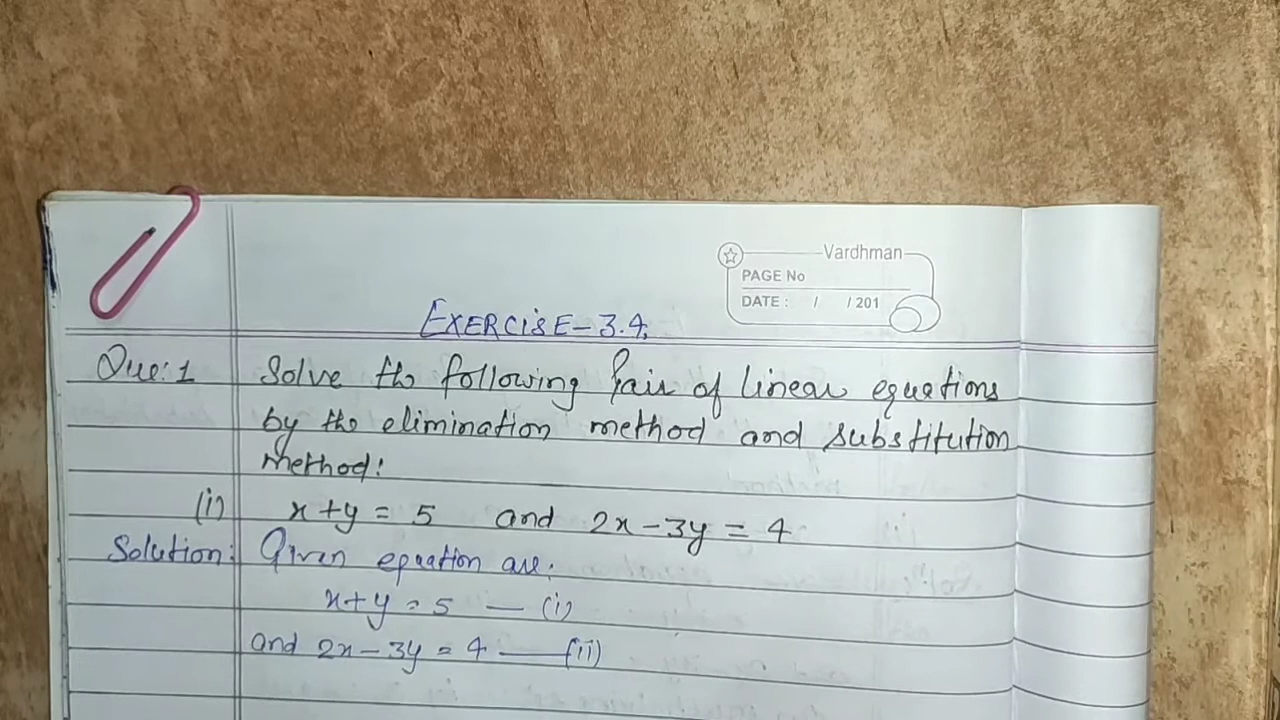 Vardhman
PAGE No
DATE : / / 201
EXERCISE-3.4.
Que:1 Solve the following Pair of linear equations
by the elimination method and substitution
method:
(i) x+y = 5 and 2x-3y = 4
Solution: Given equation are.
x+y = 5 — (i)
and 2x-3y = 4 — (ii)